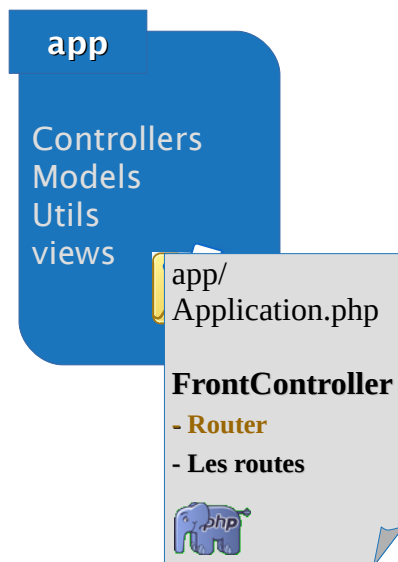 app
Controllers
Models
Utils
views
app/
Application.php
FrontController
- Router
- Les routes
php